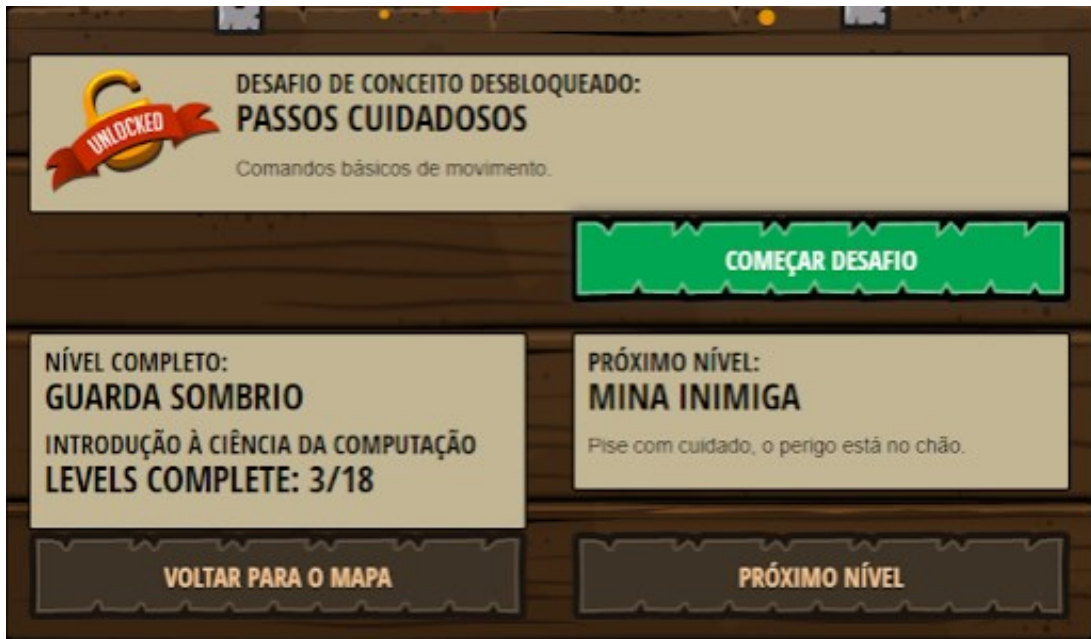 UNLOCKED
DESAFIO DE CONCEITO DESBLOQUEADO:
PASSOS CUIDADOSOS
Comandos básicos de movimento.
COMEÇAR DESAFIO
NÍVEL COMPLETO:
GUARDA SOMBRIO
INTRODUÇÃO À CIÊNCIA DA COMPUTAÇÃO
LEVELS COMPLETE: 3/18
PRÓXIMO NÍVEL:
MINA INIMIGA
Pise com cuidado, o perigo está no chão.
VOLTAR PARA O MAPA
PRÓXIMO NÍVEL